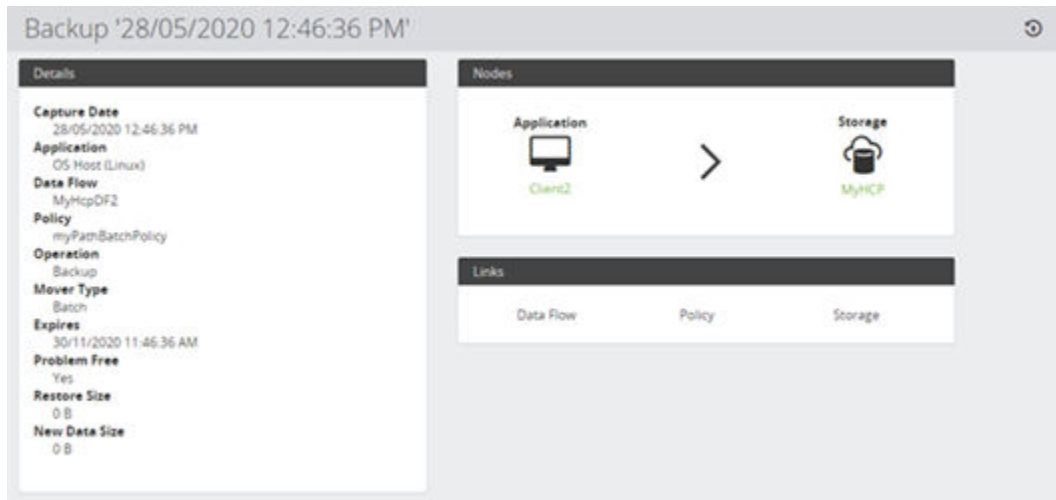 Backup '28/05/2020 12:46:36 PM'
Details
Capture Date
28/05/2020 12:46:36 PM
Application
OS Host (Linux)
Data Flow
MyHcpDF2
Policy
myPathBatchPolicy
Operation
Backup
Mover Type
Batch
Expires
30/11/2020 11:46:36 AM
Problem Free
Yes
Restore Size
0 B
New Data Size
0 B
Nodes
Application
Storage
Client2
MyHCP
Links
Data Flow
Policy
Storage